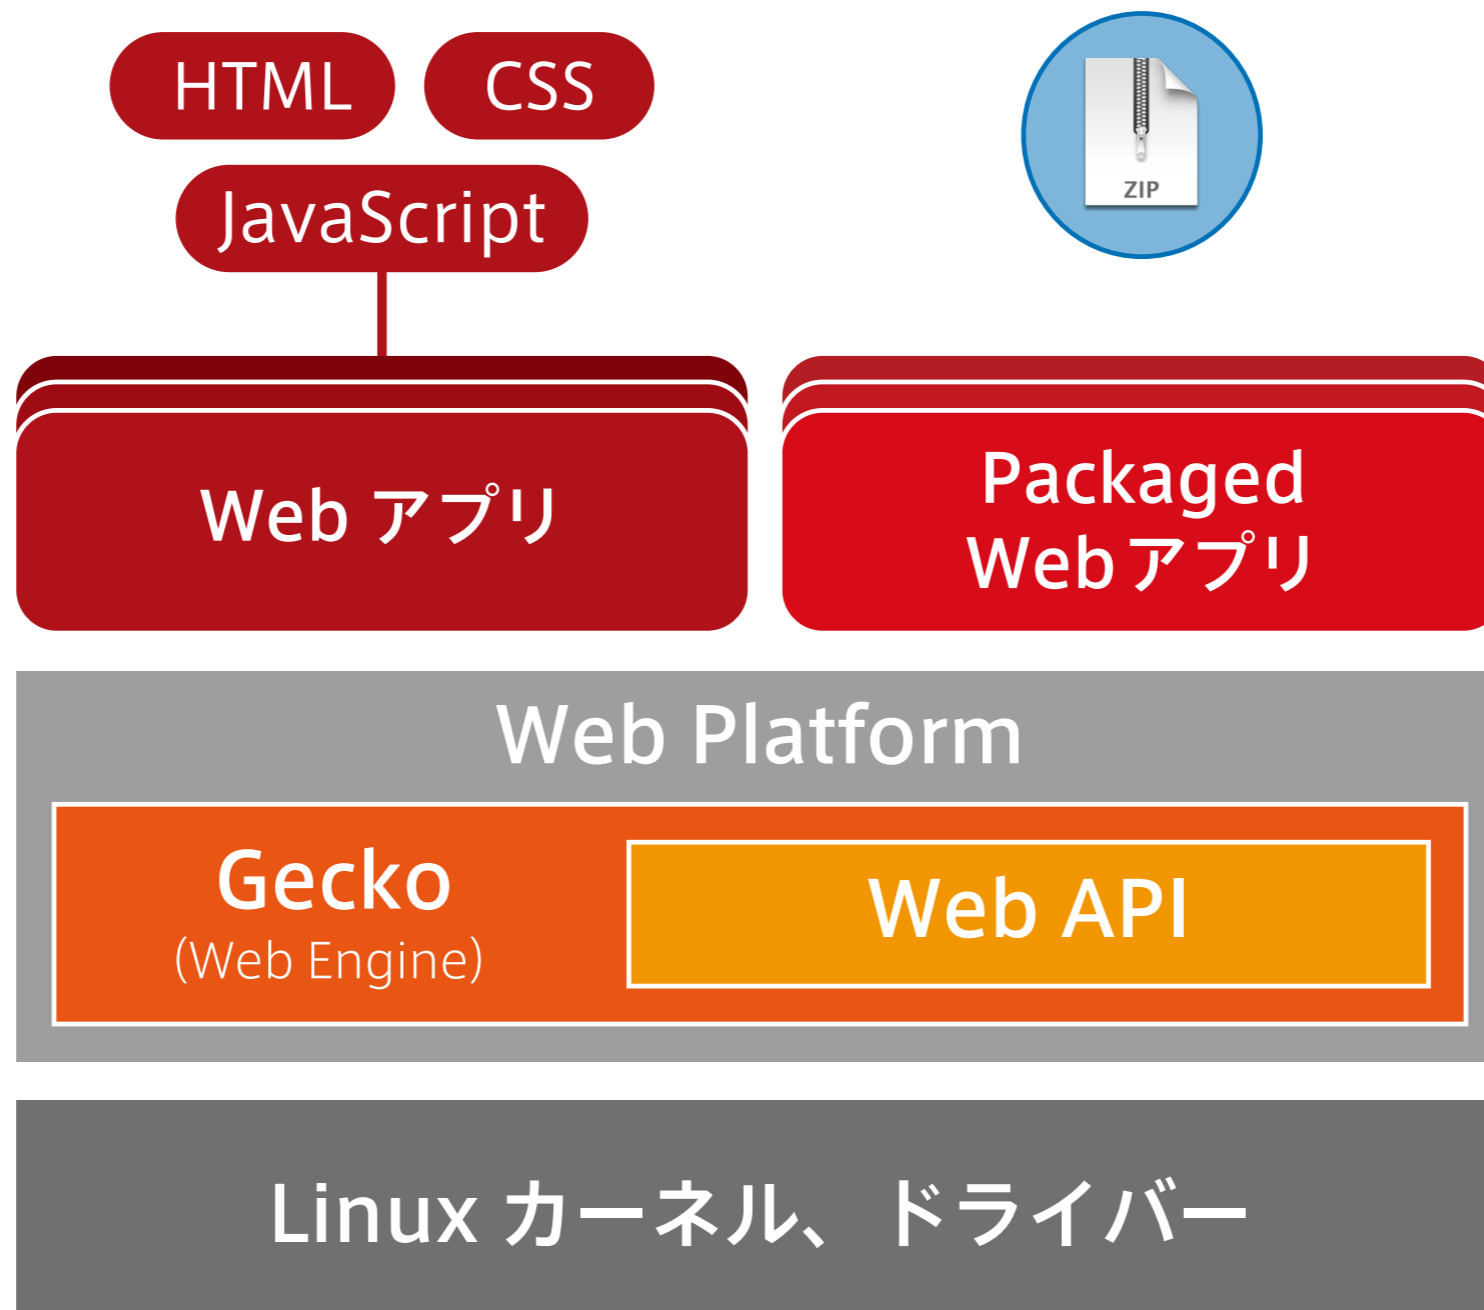 HTML
CSS
JavaScript
ZIP
Web アプリ
Packaged
Webアプリ
Web Platform
Gecko
(Web Engine)
Web API
Linux カーネル、ドライバー